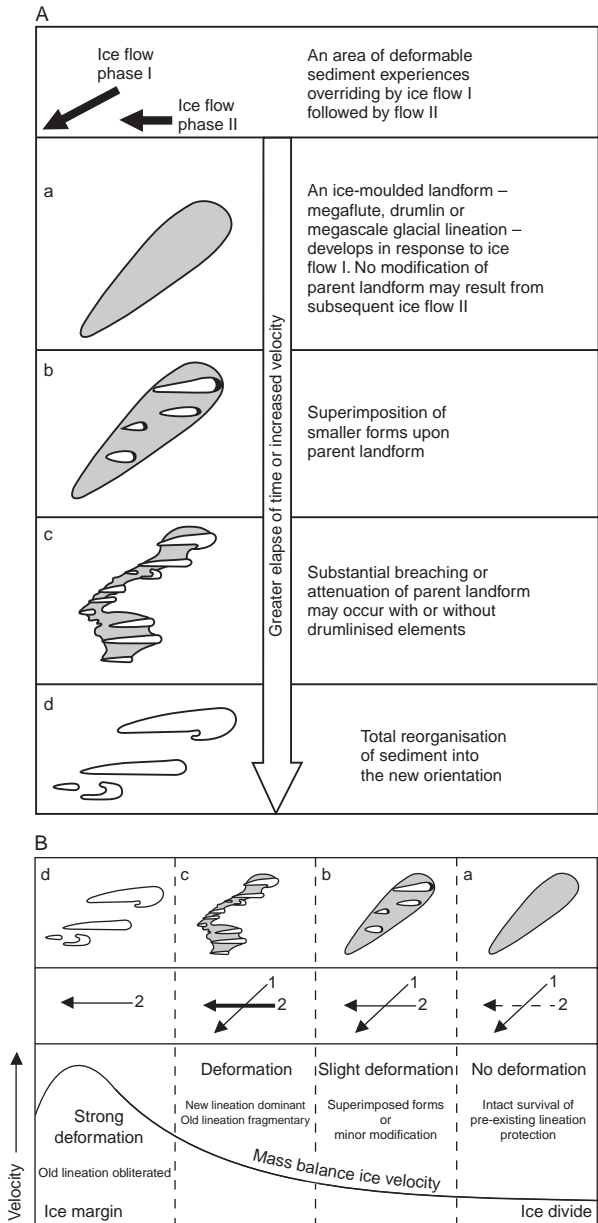 A
Ice flow
phase I
Ice flow
phase II
An area of deformable
sediment experiences
overriding by ice flow I
followed by flow II
a
An ice-moulded landform –
megaflute, drumlin or
megascale glacial lineation –
develops in response to ice
flow I. No modification of
parent landform may result from
subsequent ice flow II
b
Superimposition of
smaller forms upon
parent landform
c
Substantial breaching or
attenuation of parent landform
may occur with or without
drumlinised elements
d
Total reorganisation
of sediment into
the new orientation
Greater elapse of time or increased velocity
B
d
c
b
a
2
1
2
1
2
1
2
Velocity
Strong
deformation
Old lineation obliterated
Ice margin
Deformation
New lineation dominant
Old lineation fragmentary
Slight deformation
Superimposed forms
or
minor modification
No deformation
Intact survival of
pre-existing lineation
protection
Mass balance ice velocity
Ice divide